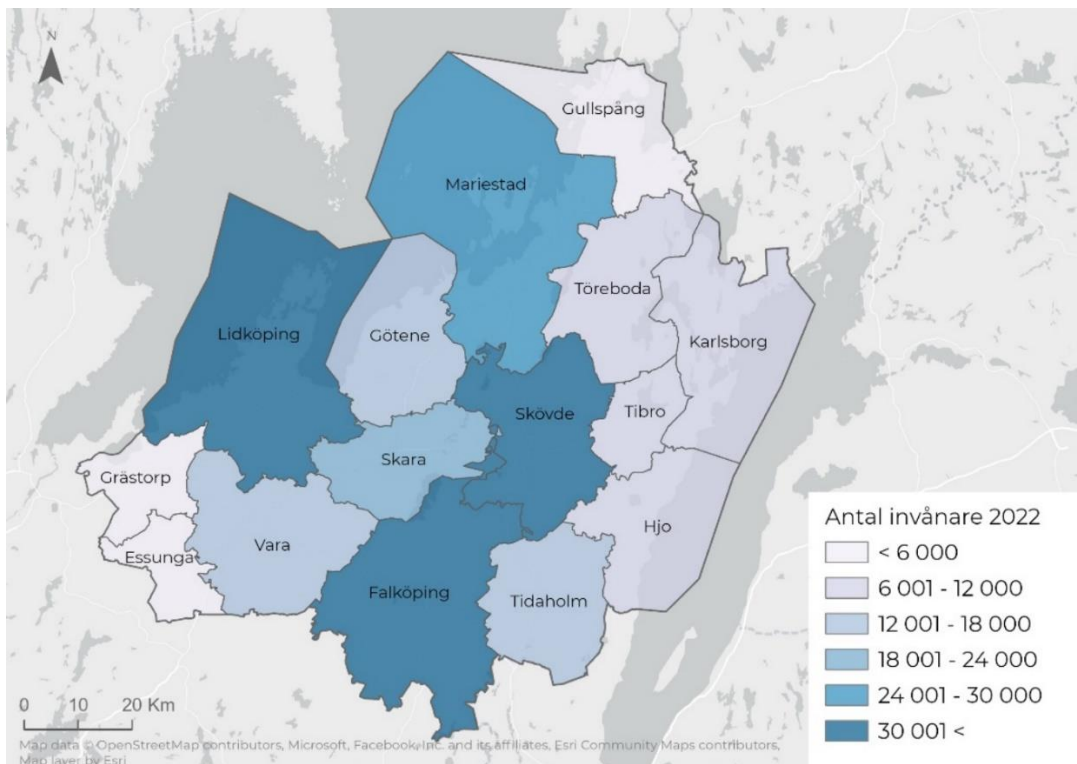 N
Gullspång
Mariestad
Töreboda
Lidköping
Götene
Karlsborg
Skövde
Tibro
Skara
Grästorp
Hjo
Vara
Essunga
Falköping
Tidaholm
Antal invånare 2022
< 6 000
6 001 - 12 000
12 001 - 18 000
18 001 - 24 000
24 001 - 30 000
30 001 <
0 10 20 Km
Map data © OpenStreetMap contributors, Microsoft, Facebook, Inc. and its affiliates, Esri Community Maps contributors,
Map layer by Esri